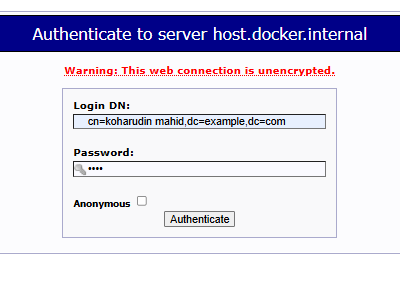 Authenticate to server host.docker.internal
Warning: This web connection is unencrypted.
Login DN:
cn=koharudin mahid,dc=example,dc=com
Password:
••••
Anonymous
Authenticate